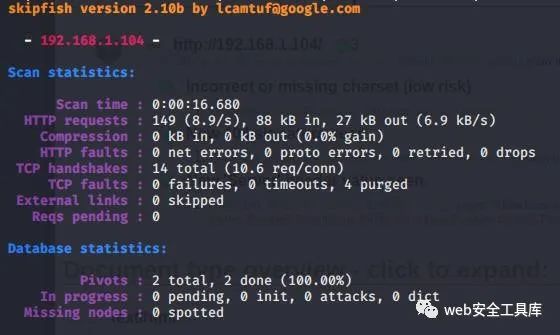 skipfish version 2.10b by lcamtuf@google.com
- 192.168.1.104 -
http://192.168.1.104/
Scan statistics:
Incorrect or missing charset (low risk)
Scan time : 0:00:16.680
HTTP requests : 149 (8.9/s), 88 kB in, 27 kB out (6.9 kB/s)
Compression : 0 kB in, 0 kB out (0.0% gain)
HTTP faults : 0 net errors, 0 proto errors, 0 retried, 0 drops
TCP handshakes : 14 total (10.6 req/conn)
TCP faults : 0 failures, 0 timeouts, 4 purged
External links : 0 skipped
Reqs pending : 0
Database statistics:
Document type overview - click to expand:
Pivots : 2 total, 2 done (100.00%)
In progress : 0 pending, 0 init, 0 attacks, 0 dict
Missing nodes : 0 spotted
web安全工具库